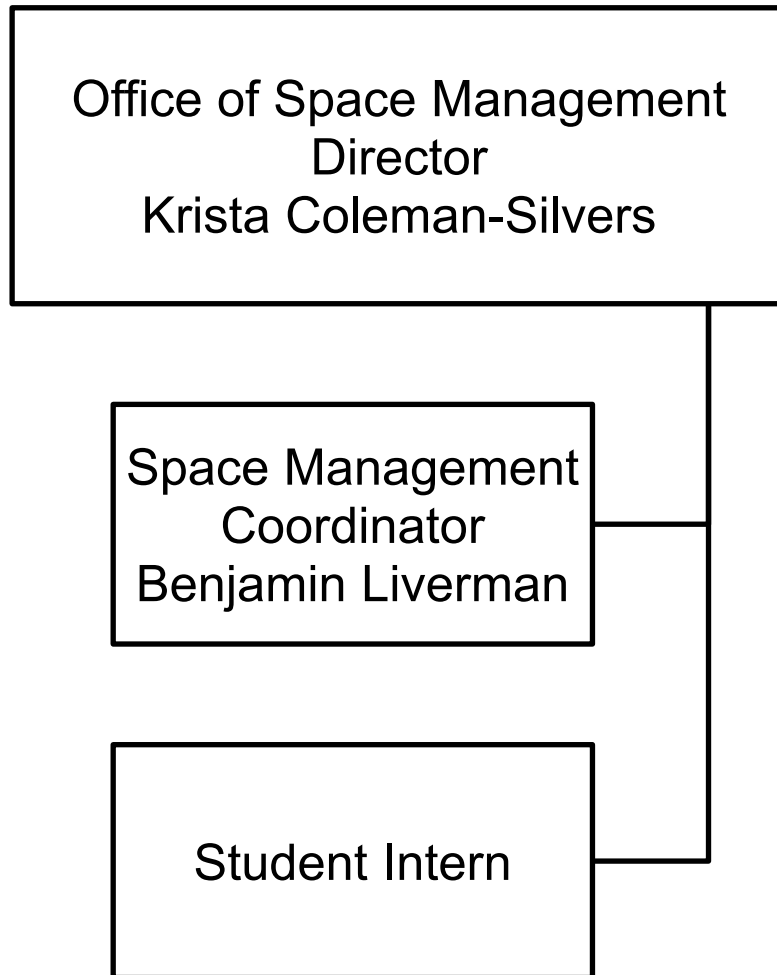 Office of Space Management
Director
Krista Coleman-Silvers
Space Management
Coordinator
Benjamin Liverman
Student Intern